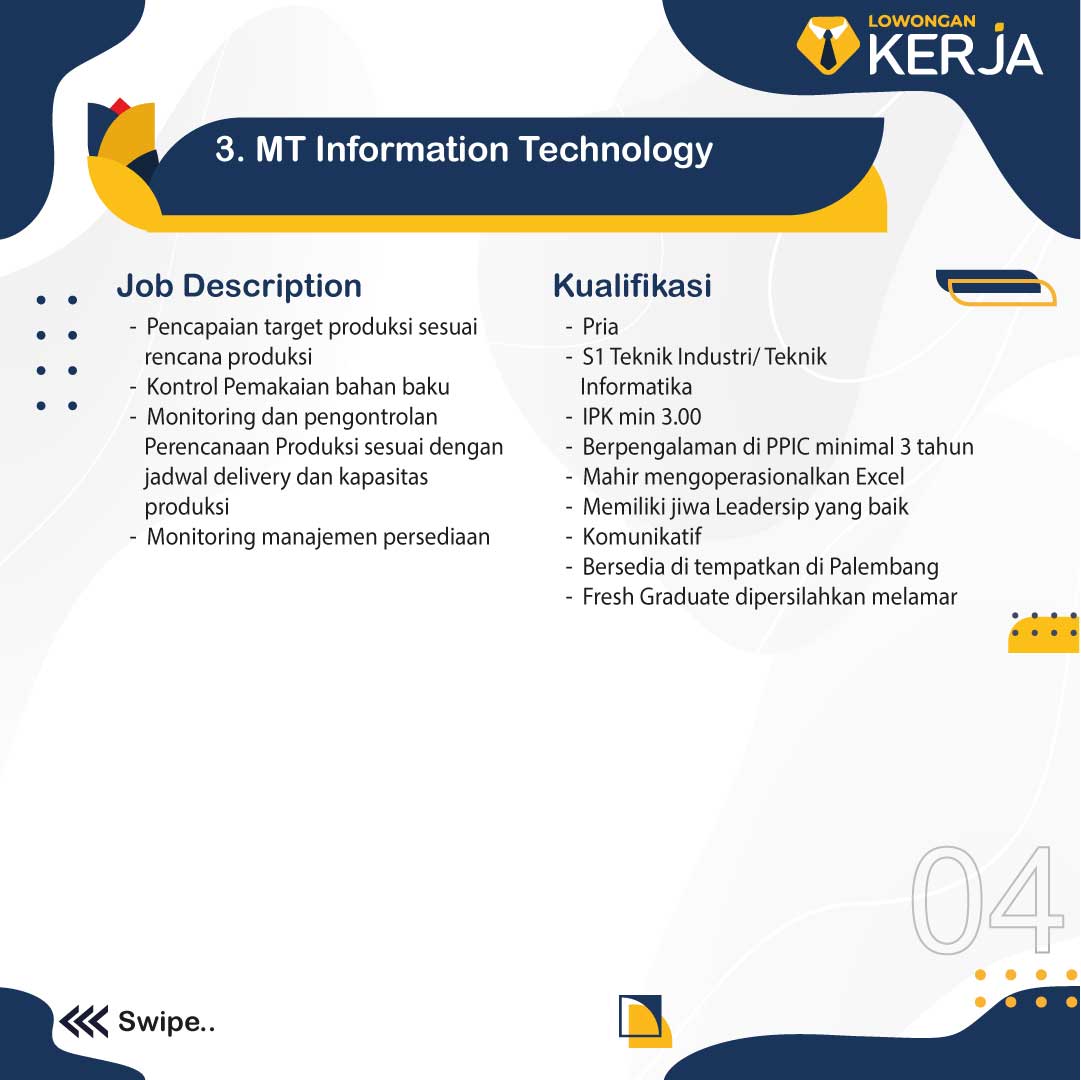 LOWONGAN
KERJA
3. MT Information Technology
Job Description
- Pencapaian target produksi sesuai
rencana produksi
- Kontrol Pemakaian bahan baku
- Monitoring dan pengontrolan
Perencanaan Produksi sesuai dengan
jadwal delivery dan kapasitas
produksi
- Monitoring manajemen persediaan
Kualifikasi
- Pria
- S1 Teknik Industri/ Teknik
Informatika
- IPK min 3.00
- Berpengalaman di PPIC minimal 3 tahun
- Mahir mengoperasionalkan Excel
- Memiliki jiwa Leadersip yang baik
- Komunikatif
- Bersedia di tempatkan di Palembang
- Fresh Graduate dipersilahkan melamar
04
Swipe..